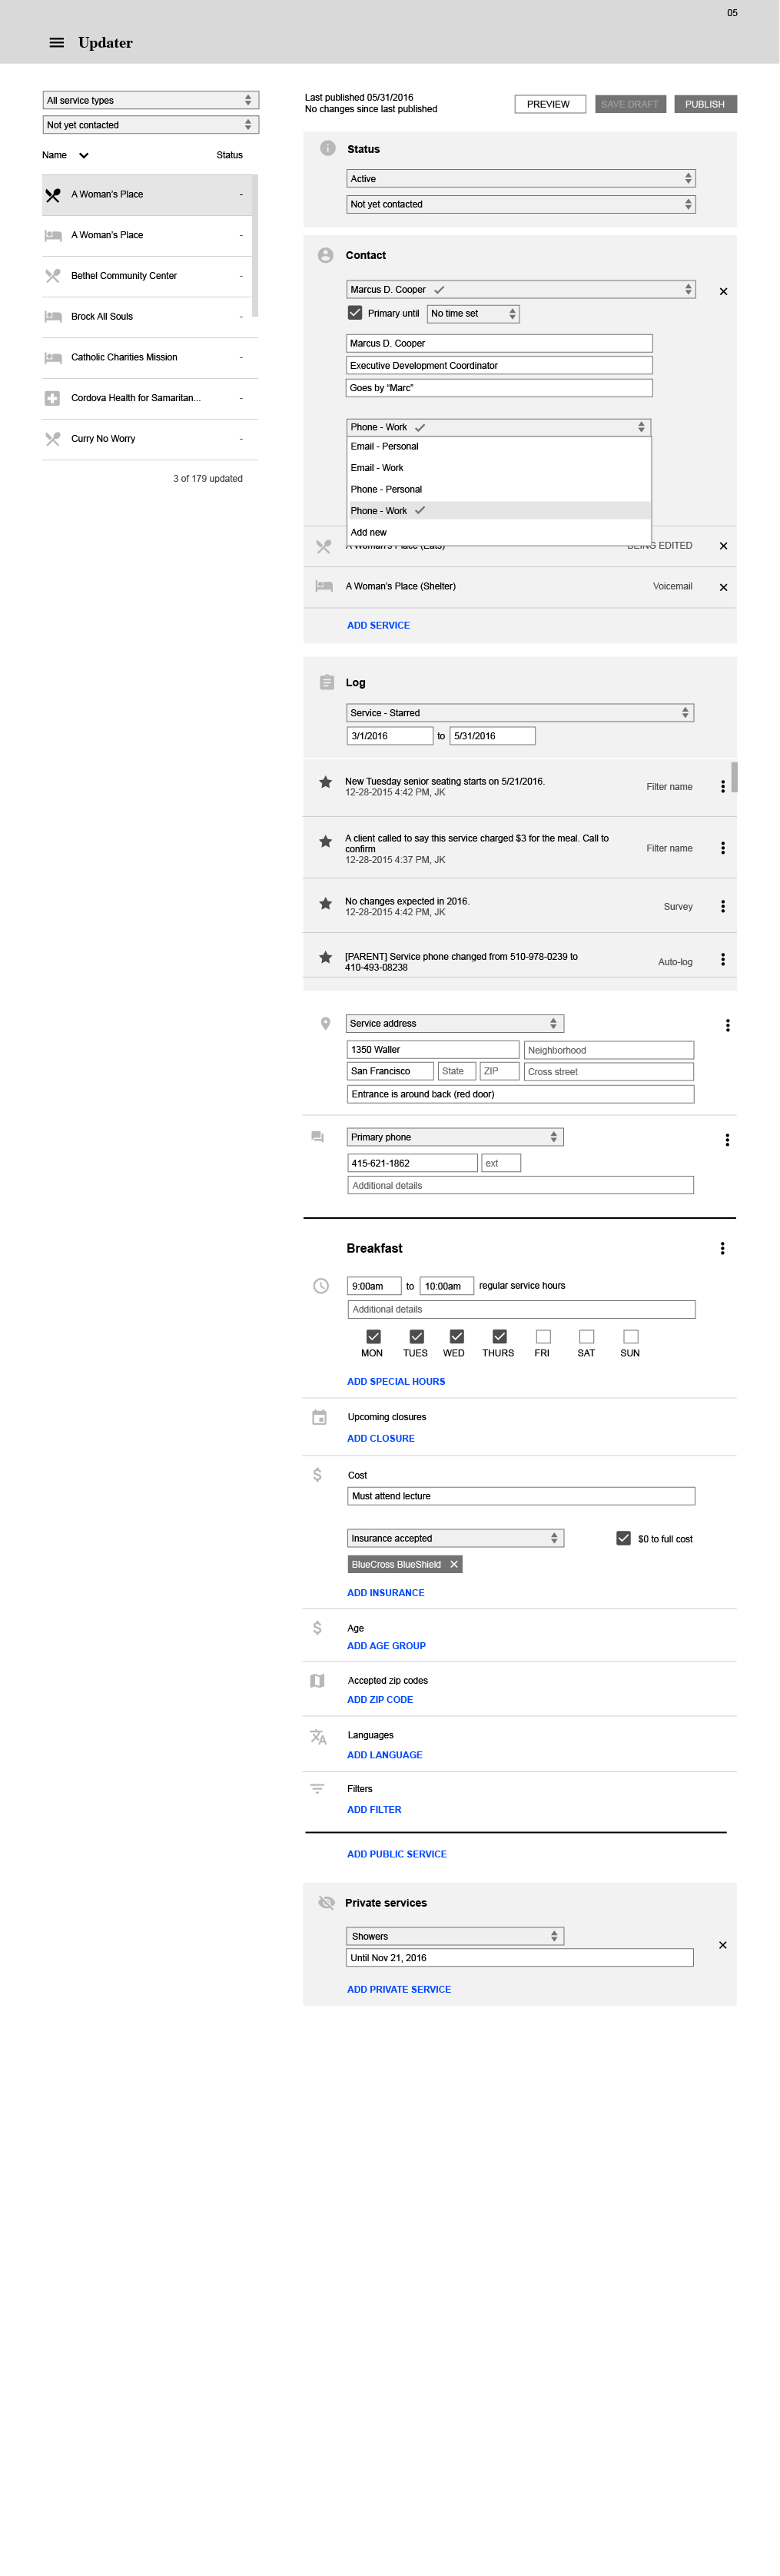 05
Updater
All service types
Not yet contacted
Name Status
A Woman's Place -
A Woman's Place -
Bethel Community Center -
Brock All Souls -
Catholic Charities Mission -
Cordova Health for Samaritan... -
Curry No Worry -
3 of 179 updated
Last published 05/31/2016
No changes since last published
PREVIEW SAVE DRAFT PUBLISH
Status
Active
Not yet contacted
Contact
Marcus D. Cooper
Primary until No time set
Marcus D. Cooper
Executive Development Coordinator
Goes by “Marc”
Phone - Work
Email - Personal
Email - Work
Phone - Personal
Phone - Work
Add new
A Woman's Place (Eats) BEING EDITED
A Woman's Place (Shelter) Voicemail
ADD SERVICE
Log
Service - Starred
3/1/2016 to 5/31/2016
New Tuesday senior seating starts on 5/21/2016.
12-28-2015 4:42 PM, JK
Filter name
A client called to say this service charged $3 for the meal. Call to
confirm
12-28-2015 4:37 PM, JK
Filter name
No changes expected in 2016.
12-28-2015 4:42 PM, JK
Survey
[PARENT] Service phone changed from 510-978-0239 to
410-493-08238
Auto-log
Service address
1350 Waller Neighborhood
San Francisco State ZIP Cross street
Entrance is around back (red door)
Primary phone
415-621-1862 ext
Additional details
Breakfast
9:00am to 10:00am regular service hours
Additional details
MON TUES WED THURS FRI SAT SUN
ADD SPECIAL HOURS
Upcoming closures
ADD CLOSURE
Cost
Must attend lecture
Insurance accepted $0 to full cost
BlueCross BlueShield
ADD INSURANCE
Age
ADD AGE GROUP
Accepted zip codes
ADD ZIP CODE
Languages
ADD LANGUAGE
Filters
ADD FILTER
ADD PUBLIC SERVICE
Private services
Showers
Until Nov 21, 2016
ADD PRIVATE SERVICE